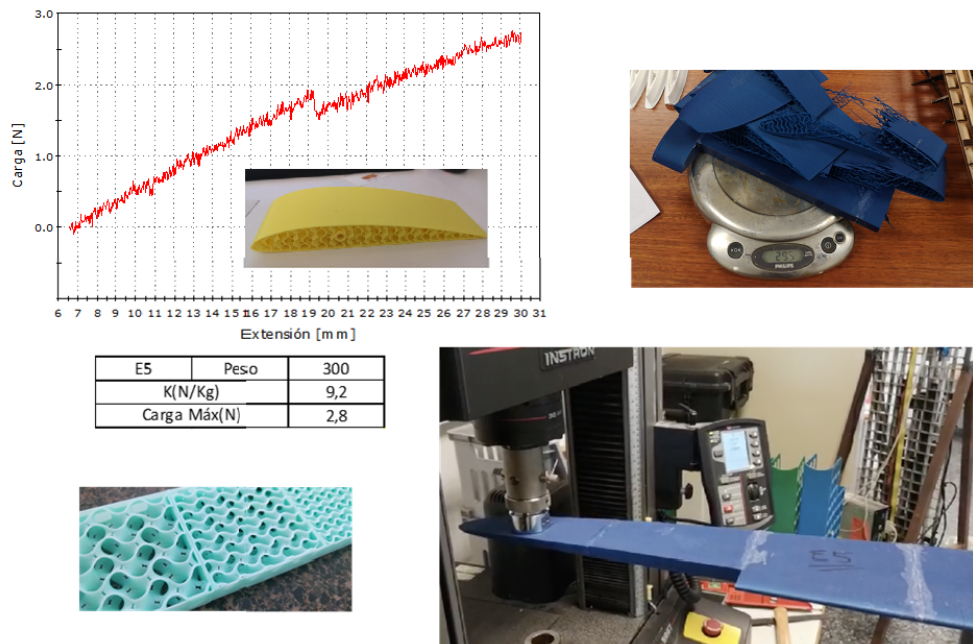 3.0
2.0
1.0
0.0
Carga [N]
6 7 8 9 10 11 12 13 14 15 16 17 18 19 20 21 22 23 24 25 26 27 28 29 30 31
Extensión [mm]
E5 Peso 300
K(N/Kg) 9,2
Carga Máx(N) 2,8
295
PHILIPS
INSTRON
E5